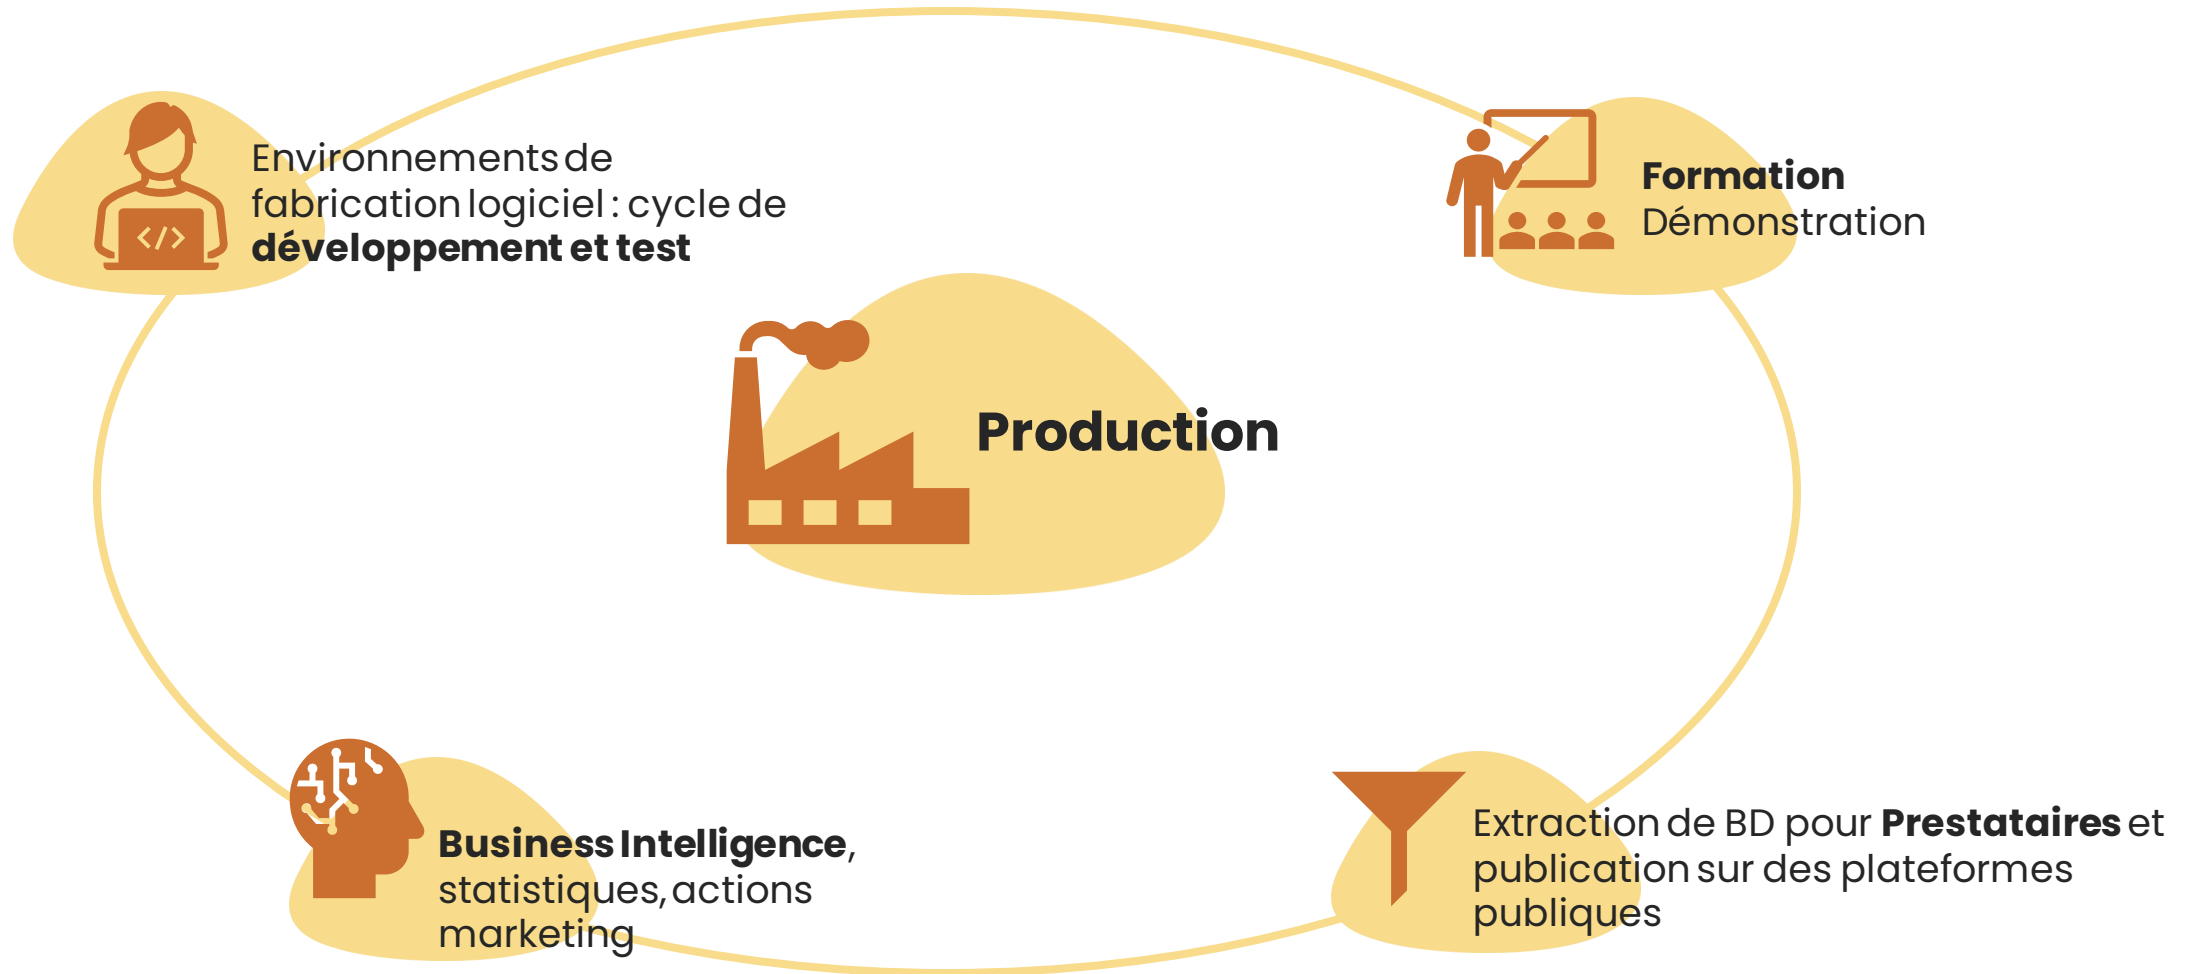 Environnements de
fabrication logiciel : cycle de
développement et test
Formation
Démonstration
Production
Business Intelligence,
statistiques, actions
marketing
Extraction de BD pour Prestataires et
publication sur des plateformes
publiques